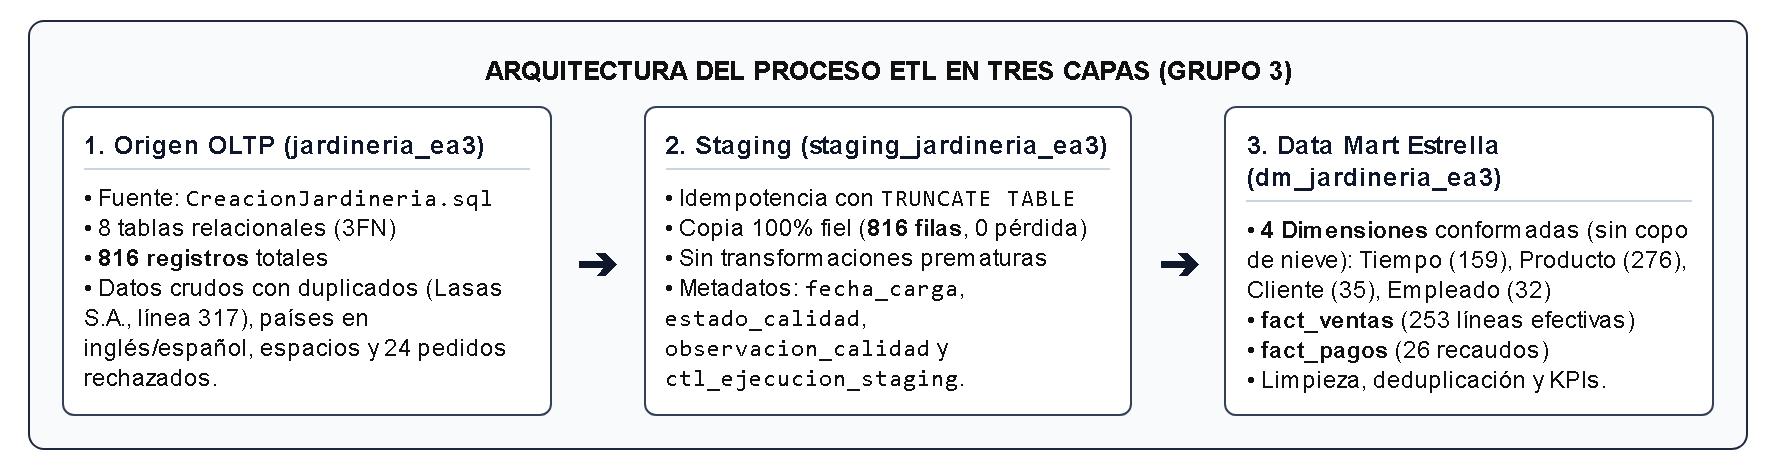 ARQUITECTURA DEL PROCESO ETL EN TRES CAPAS (GRUPO 3)
1. Origen OLTP (jardineria_ea3)
• Fuente: CreacionJardineria.sql
• 8 tablas relacionales (3FN)
• 816 registros totales
• Datos crudos con duplicados (Lasas
S.A., línea 317), países en
inglés/español, espacios y 24 pedidos
rechazados.
➔
2. Staging (staging_jardineria_ea3)
• Idempotencia con TRUNCATE TABLE
• Copia 100% fiel (816 filas, 0 pérdida)
• Sin transformaciones prematuras
• Metadatos: fecha_carga,
estado_calidad,
observacion_calidad y
ctl_ejecucion_staging.
➔
3. Data Mart Estrella
(dm_jardineria_ea3)
• 4 Dimensiones conformadas (sin copo
de nieve): Tiempo (159), Producto (276),
Cliente (35), Empleado (32)
• fact_ventas (253 líneas efectivas)
• fact_pagos (26 recaudos)
• Limpieza, deduplicación y KPIs.